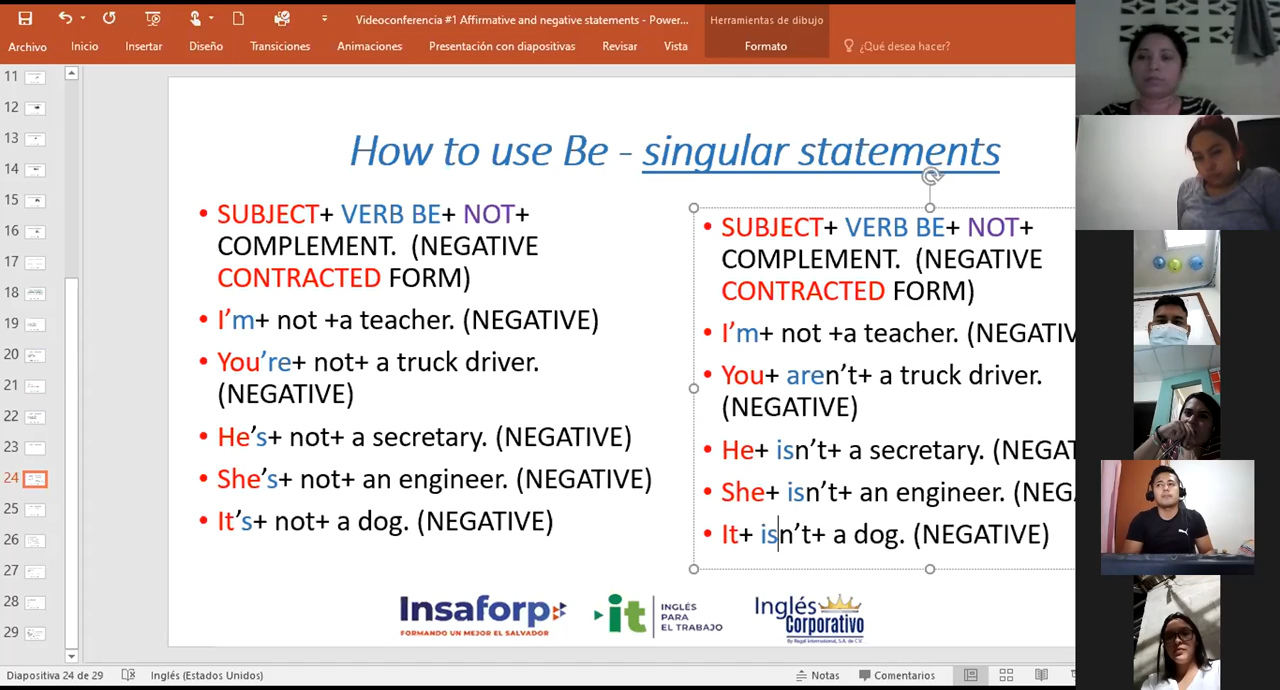 Videoconferencia #1 Affirmative and negative statements - Power...
Herramientas de dibujo
Archivo
Inicio
Insertar
Diseño
Transiciones
Animaciones
Presentación con diapositivas
Revisar
Vista
Formato
¿Qué desea hacer?
11
12
13
14
15
16
17
18
19
20
21
22
23
24
25
26
27
28
29
How to use Be - singular statements
• SUBJECT+ VERB BE+ NOT+
COMPLEMENT. (NEGATIVE
CONTRACTED FORM)
• I’m+ not +a teacher. (NEGATIVE)
• You’re+ not+ a truck driver.
(NEGATIVE)
• He’s+ not+ a secretary. (NEGATIVE)
• She’s+ not+ an engineer. (NEGATIVE)
• It’s+ not+ a dog. (NEGATIVE)
• SUBJECT+ VERB BE+ NOT+
COMPLEMENT. (NEGATIVE
CONTRACTED FORM)
• I’m+ not +a teacher. (NEGATIV
• You+ aren’t+ a truck driver.
(NEGATIVE)
• He+ isn’t+ a secretary. (NEGA
• She+ isn’t+ an engineer. (NEG
• It+ isn’t+ a dog. (NEGATIVE)
Insaforp
FORMANDO UN MEJOR EL SALVADOR
it
INGLÉS
PARA
EL TRABAJO
Inglés
Corporativo
By Regal International, S.A. de C.V.
Diapositiva 24 de 29
Inglés (Estados Unidos)
Notas
Comentarios